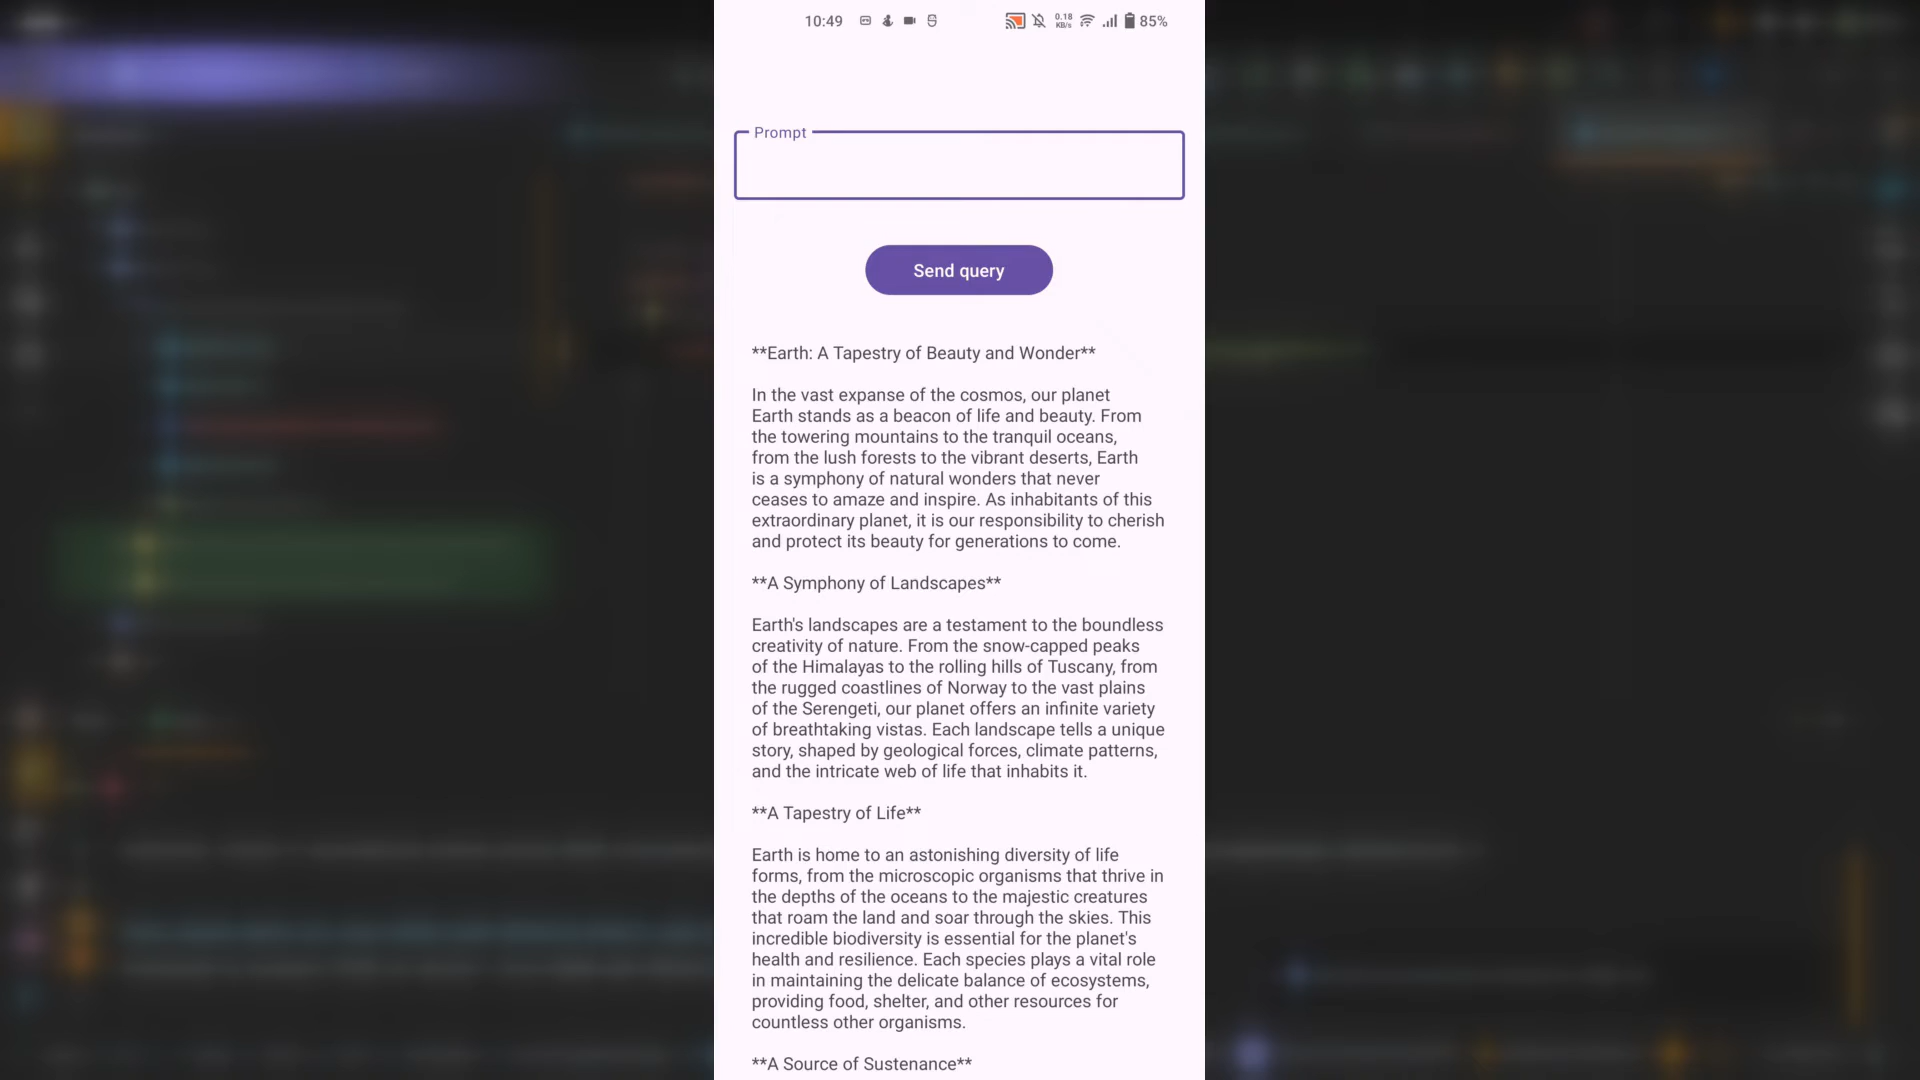 10:49
0.18
KB/s
85%
Prompt
Send query
**Earth: A Tapestry of Beauty and Wonder**
In the vast expanse of the cosmos, our planet
Earth stands as a beacon of life and beauty. From
the towering mountains to the tranquil oceans,
from the lush forests to the vibrant deserts, Earth
is a symphony of natural wonders that never
ceases to amaze and inspire. As inhabitants of this
extraordinary planet, it is our responsibility to cherish
and protect its beauty for generations to come.
**A Symphony of Landscapes**
Earth's landscapes are a testament to the boundless
creativity of nature. From the snow-capped peaks
of the Himalayas to the rolling hills of Tuscany, from
the rugged coastlines of Norway to the vast plains
of the Serengeti, our planet offers an infinite variety
of breathtaking vistas. Each landscape tells a unique
story, shaped by geological forces, climate patterns,
and the intricate web of life that inhabits it.
**A Tapestry of Life**
Earth is home to an astonishing diversity of life
forms, from the microscopic organisms that thrive in
the depths of the oceans to the majestic creatures
that roam the land and soar through the skies. This
incredible biodiversity is essential for the planet's
health and resilience. Each species plays a vital role
in maintaining the delicate balance of ecosystems,
providing food, shelter, and other resources for
countless other organisms.
**A Source of Sustenance**